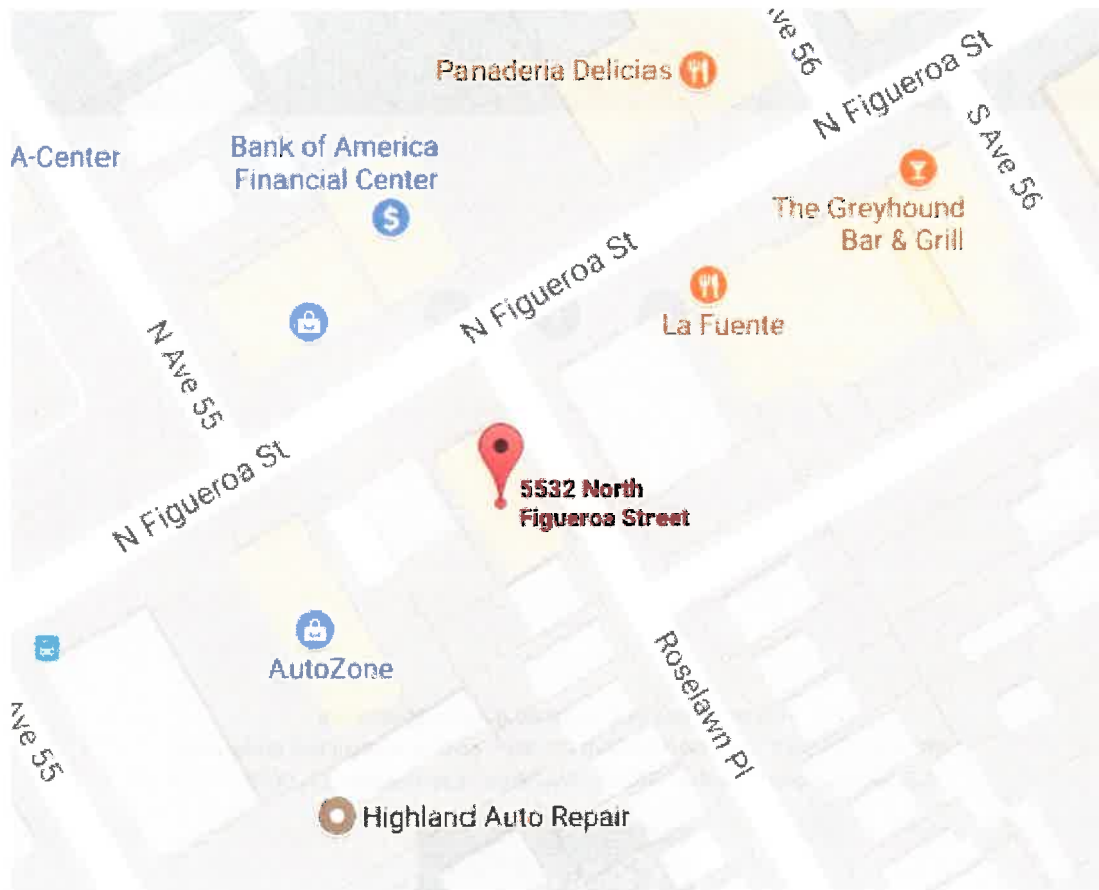 Panaderia Delicias
ve 56
N Figueroa St
S Ave 56
A-Center
Bank of America
Financial Center
$
The Greyhound
Bar & Grill
N Figueroa St
La Fuente
N Ave 55
N Figueroa St
5532 North
Figueroa Street
AutoZone
Roselawn Pl
Ave 55
Highland Auto Repair